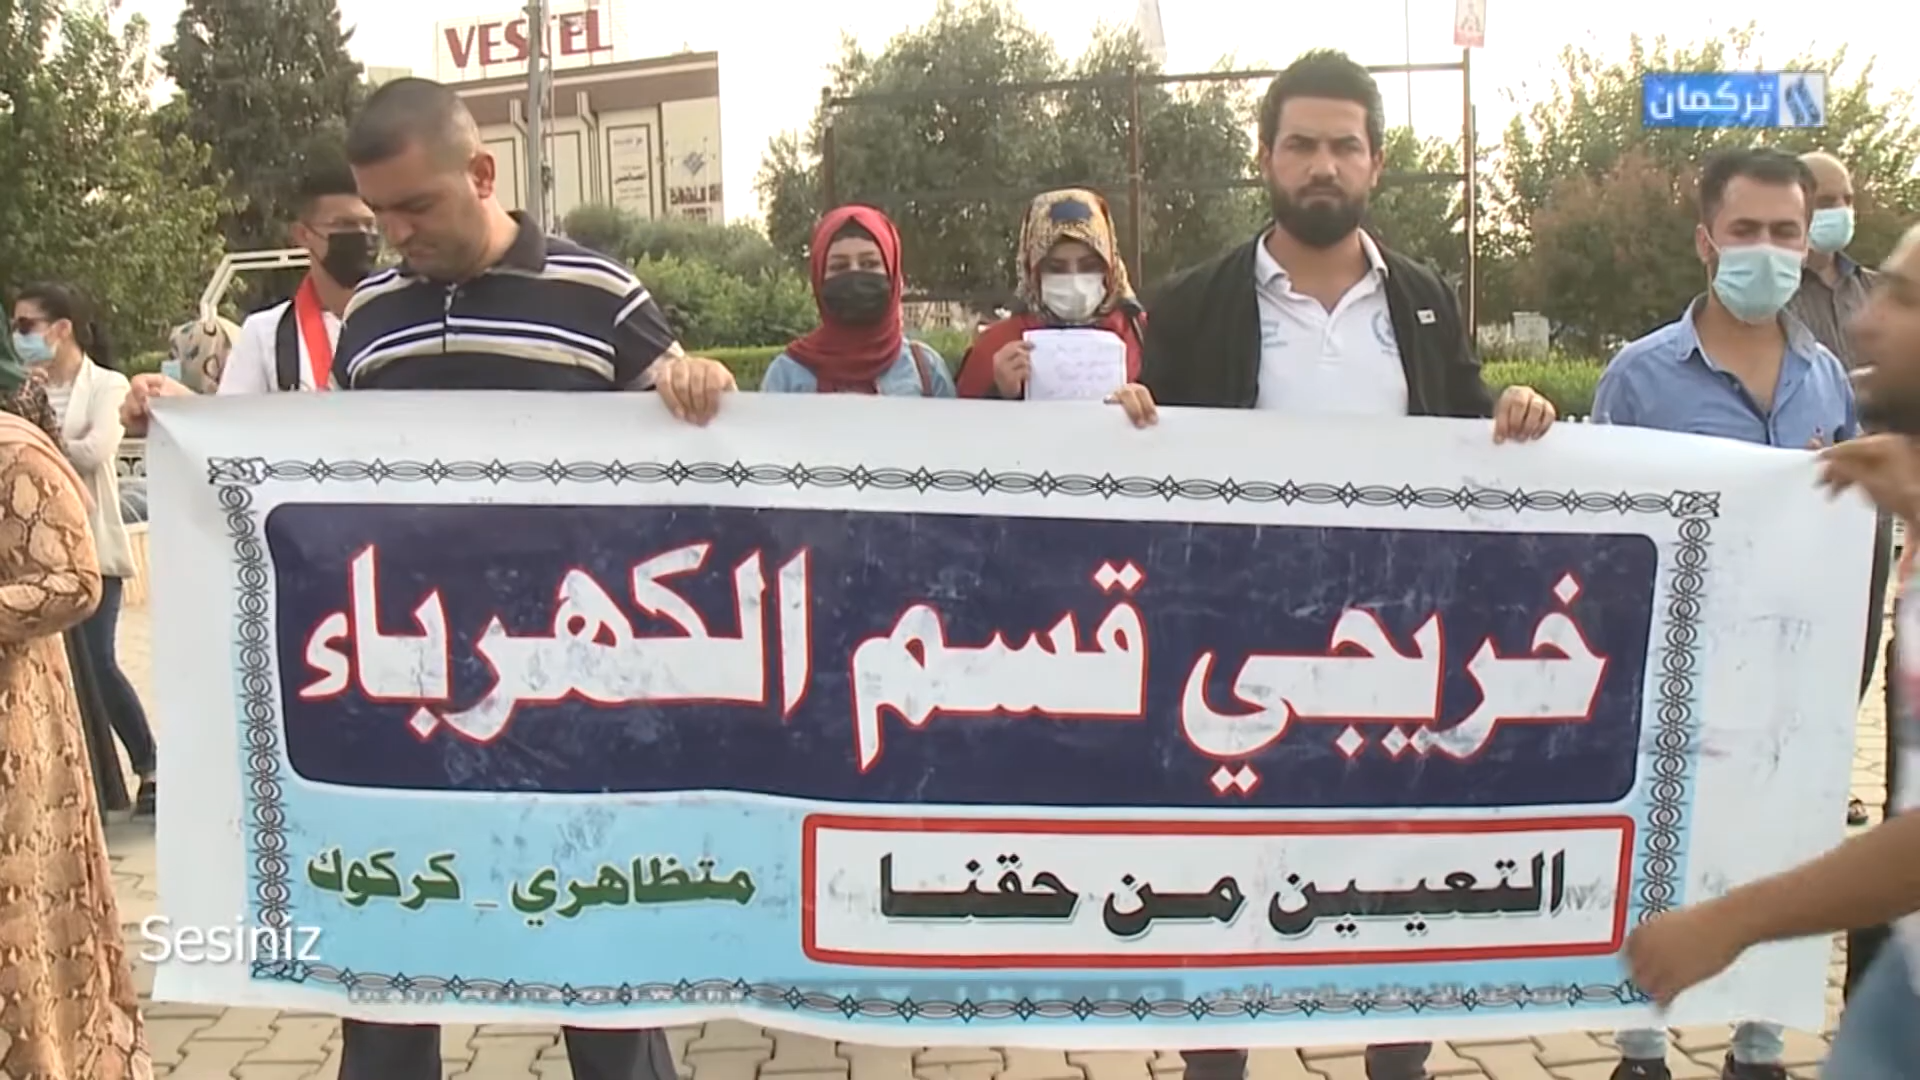 VESTEL
تركمان
خريجي قسم الكهرباء
التعيين من حقنا
متظاهري _ كركوك
Sesiniz